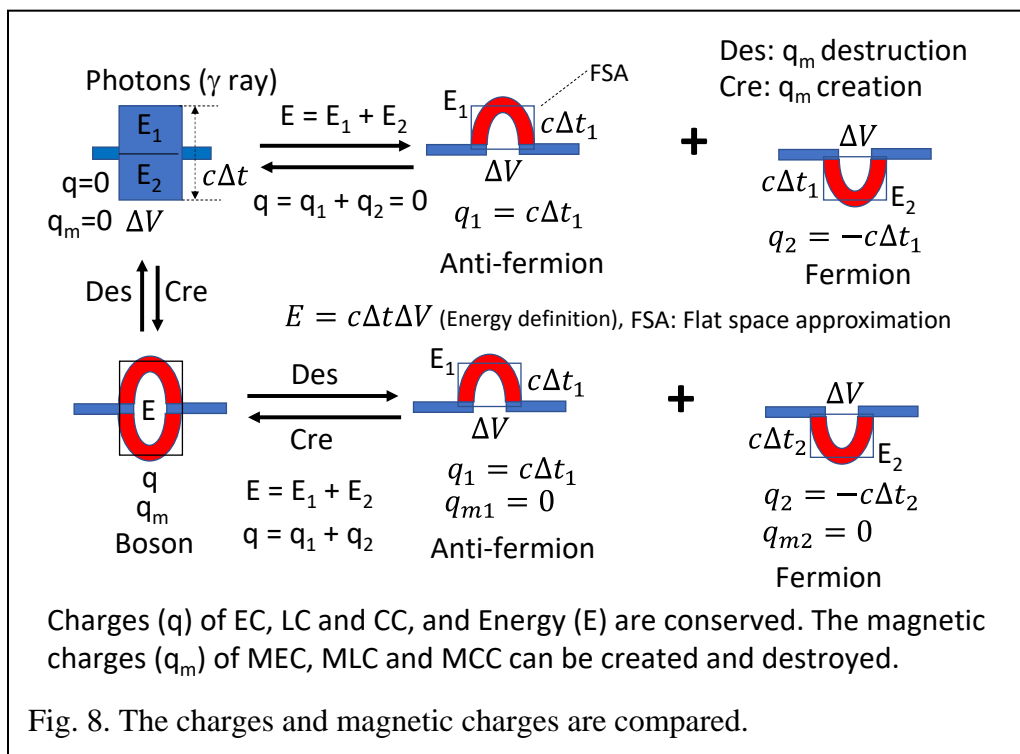 Photons (γ ray)
E₁
E₂
q=0
qₘ=0
ΔV
cΔt
E = E₁ + E₂
q = q₁ + q₂ = 0
FSA
E₁
cΔt₁
ΔV
q₁ = cΔt₁
Anti-fermion
+
Des: qₘ destruction
Cre: qₘ creation
ΔV
cΔt₁
E₂
q₂ = −cΔt₁
Fermion
Des
Cre
E = cΔtΔV (Energy definition), FSA: Flat space approximation
E
q
qₘ
Boson
Des
Cre
E = E₁ + E₂
q = q₁ + q₂
E₁
cΔt₁
ΔV
q₁ = cΔt₁
qₘ₁ = 0
Anti-fermion
+
ΔV
cΔt₂
E₂
q₂ = −cΔt₂
qₘ₂ = 0
Fermion
Charges (q) of EC, LC and CC, and Energy (E) are conserved. The magnetic
charges (qₘ) of MEC, MLC and MCC can be created and destroyed.
Fig. 8. The charges and magnetic charges are compared.